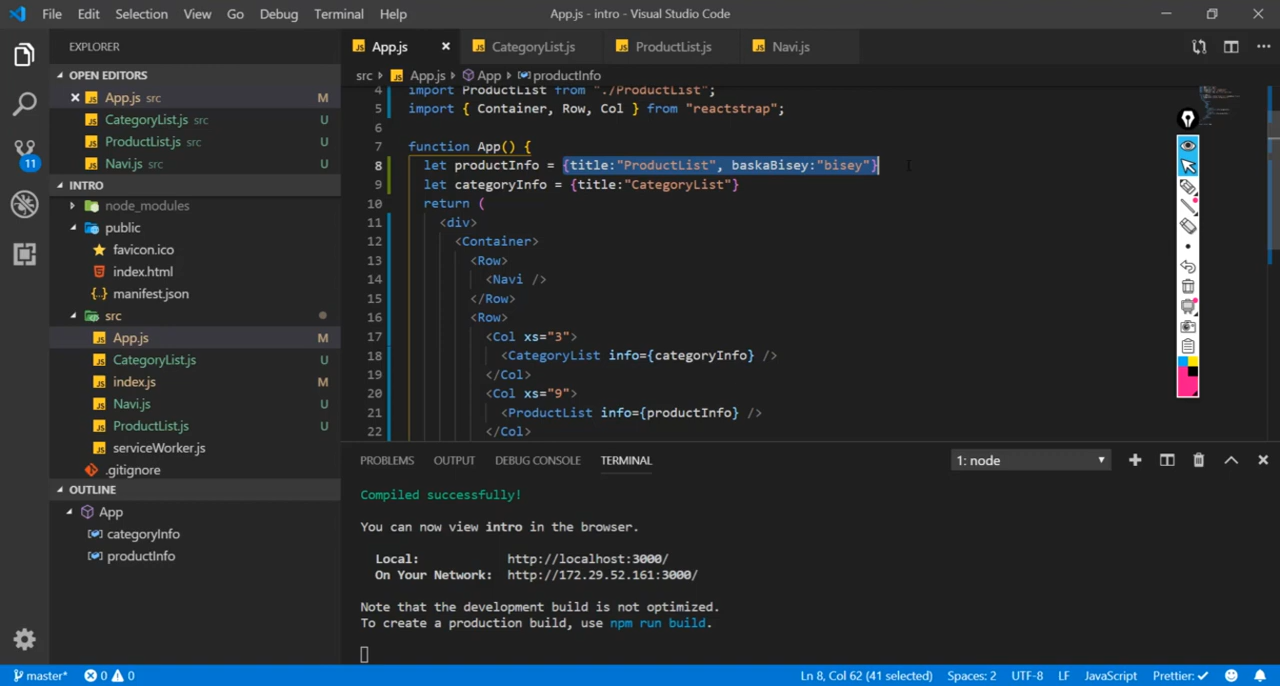 File Edit Selection View Go Debug Terminal Help App.js - intro - Visual Studio Code
EXPLORER
OPEN EDITORS
App.js src M
CategoryList.js src U
ProductList.js src U
Navi.js src U
INTRO
node_modules
public
favicon.ico
index.html
manifest.json
src
App.js M
CategoryList.js U
index.js M
Navi.js U
ProductList.js U
serviceWorker.js
.gitignore
OUTLINE
App
categoryInfo
productInfo
11
App.js CategoryList.js ProductList.js Navi.js
src App.js App productInfo
4 import ProductList from "./ProductList";
5 import { Container, Row, Col } from "reactstrap";
6
7 function App() {
8 let productInfo = {title:"ProductList", baskaBisey:"bisey"}
9 let categoryInfo = {title:"CategoryList"}
10 return (
11 <div>
12 <Container>
13 <Row>
14 <Navi />
15 </Row>
16 <Row>
17 <Col xs="3">
18 <CategoryList info={categoryInfo} />
19 </Col>
20 <Col xs="9">
21 <ProductList info={productInfo} />
22 </Col>
PROBLEMS OUTPUT DEBUG CONSOLE TERMINAL 1: node
Compiled successfully!
You can now view intro in the browser.
Local: http://localhost:3000/
On Your Network: http://172.29.52.161:3000/
Note that the development build is not optimized.
To create a production build, use npm run build.
master* 0 0 Ln 8, Col 62 (41 selected) Spaces: 2 UTF-8 LF JavaScript Prettier: ✓